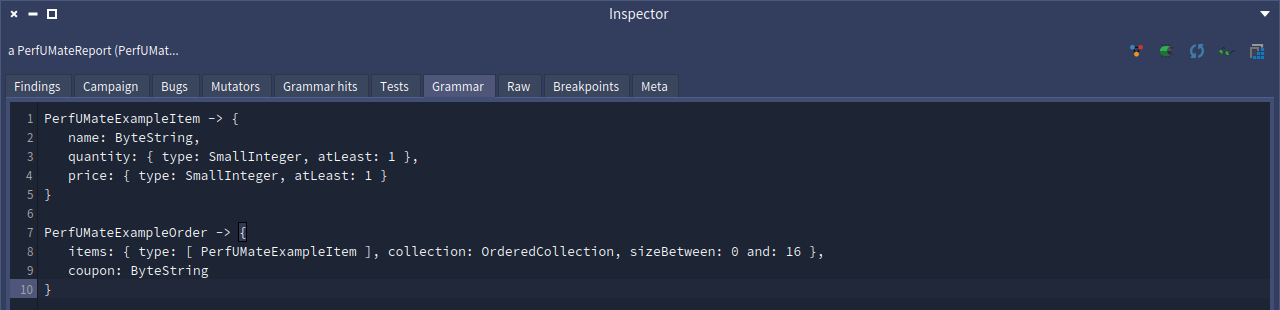 Inspector
a PerfUMateReport (PerfUMat...
Findings Campaign Bugs Mutators Grammar hits Tests Grammar Raw Breakpoints Meta
1 PerfUMateExampleItem -> {
2 name: ByteString,
3 quantity: { type: SmallInteger, atLeast: 1 },
4 price: { type: SmallInteger, atLeast: 1 }
5 }
6
7 PerfUMateExampleOrder -> {
8 items: { type: [ PerfUMateExampleItem ], collection: OrderedCollection, sizeBetween: 0 and: 16 },
9 coupon: ByteString
10 }